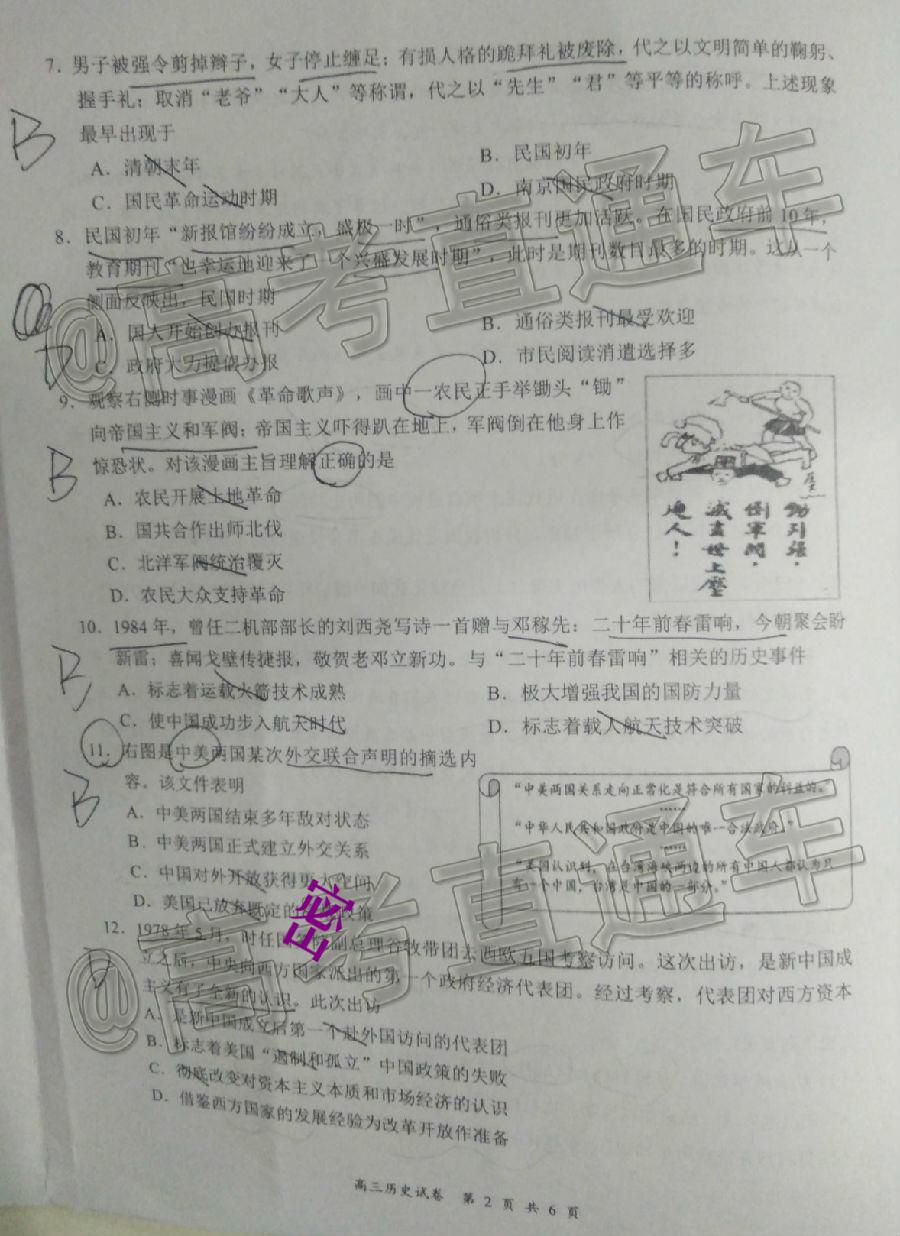 7．男子被强令剪掉辫子，女子停止缠足；有损人格的跪拜礼被废除，代之以文明简单的鞠躬、
握手礼；取消“老爷”“大人”等称谓，代之以“先生”“君”等平等的称呼。上述现象
最早出现于
B
A．清朝末年
B．民国初年
C．国民革命运动时期
D．南京国民政府时期
8．民国初年“新报馆纷纷成立，盛极一时”，通俗类报刊更加活跃。在国民政府前10年，
教育期刊“也幸运地迎来了一个兴盛发展时期”，此时是期刊数目最多的时期。这从一个
侧面反映出，民国时期
A．国人开始创办报刊
B．通俗类报刊最受欢迎
D
C．政府大力提倡办报
D．市民阅读消遣选择多
9．观察右侧时事漫画《革命歌声》，画中一农民正手举锄头“锄”
向帝国主义和军阀；帝国主义吓得趴在地上，军阀倒在他身上作
惊恐状。对该漫画主旨理解正确的是
B
A．农民开展土地革命
B．国共合作出师北伐
C．北洋军阀统治覆灭
D．农民大众支持革命
倒军阀，
滅盡世上壓
人！
10．1984年，曾任二机部部长的刘西尧写诗一首赠与邓稼先：二十年前春雷响，今朝聚会盼
新雷；喜闻戈壁传捷报，敬贺老邓立新功。与“二十年前春雷响”相关的历史事件
B
A．标志着运载火箭技术成熟
B．极大增强我国的国防力量
C．使中国成功步入航天时代
D．标志着载人航天技术突破
11．右图是中美两国某次外交联合声明的摘选内
容。该文件表明
B
A．中美两国结束多年敌对状态
B．中美两国正式建立外交关系
C．中国对外开放获得更大空间
D．美国已放弃既定的政策
“中美两国关系走向正常化是符合所有国家的利益的。”
……
“中华人民共和国政府是中国的唯一合法政府。”
……
“美国认识到，在台湾海峡两边的所有中国人都认为只
有一个中国，台湾是中国的一部分。”
12．1978年5月，时任国务院副总理谷牧带团去西欧五国考察访问。这次出访，是新中国成
立之后，中央向西方国家派出的第一个政府经济代表团。经过考察，代表团对西方资本
主义有了全新的认识。此次出访
D
A．是新中国成立后第一个赴外国访问的代表团
B．标志着美国“遏制和孤立”中国政策的失败
C．彻底改变对资本主义本质和市场经济的认识
D．借鉴西方国家的发展经验为改革开放作准备
高三历史试卷 第2页 共6页
@高考直通车
@高考直通车
密